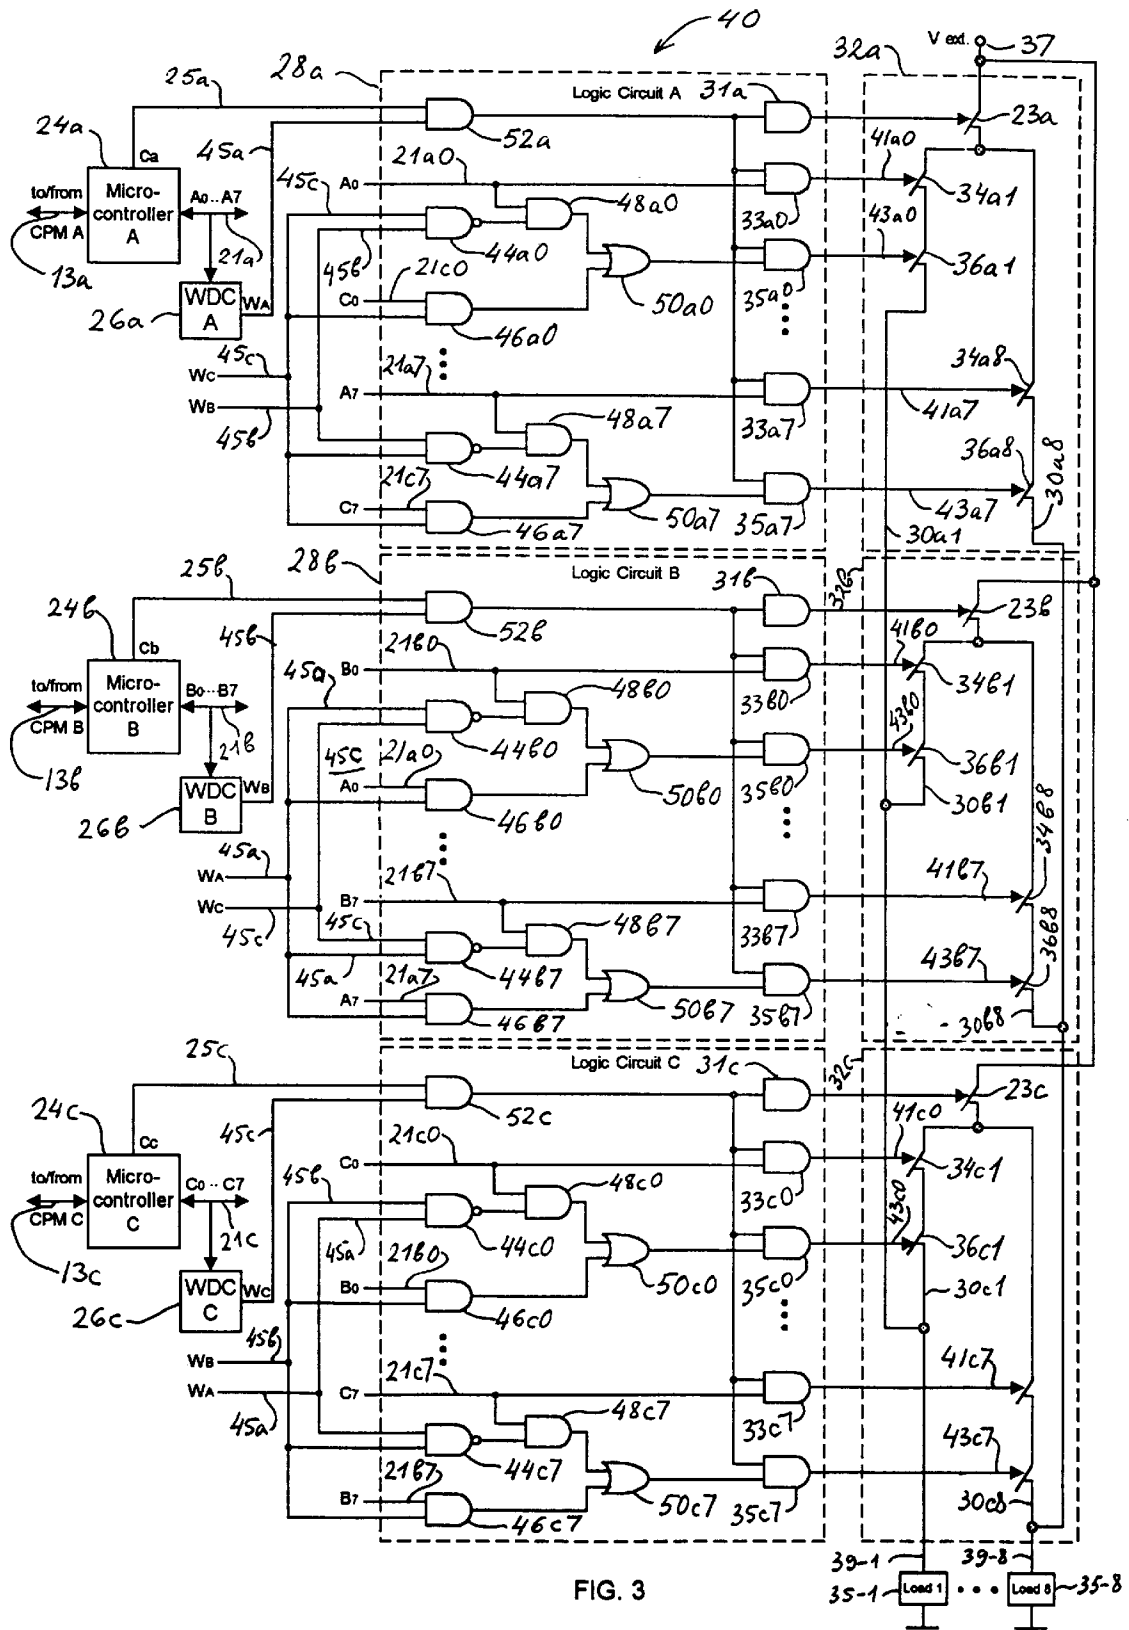 40
V ext. 37
32a
28a
25a
Logic Circuit A
31a
23a
24a
Ca
45a
52a
21a0
41a0
to/from
Micro-
controller
A
A0..A7
45c
A0
48a0
33a0
34a1
43a0
CPM A
21a
45b
44a0
21c0
36a1
13a
WDC
A
WA
C0
50a0
35a0
26a
46a0
45c
WC
21a7
34a8
WB
A7
48a7
33a7
41a7
45b
36a8
44a7
21c7
30a8
C7
50a7
35a7
43a7
46a7
30a1
25b
28b
Logic Circuit B
31b
32b
23b
24b
Cb
45b
52b
21b0
41b0
to/from
Micro-
controller
B
B0...B7
45a
B0
48b0
33b0
34b1
43b0
CPM B
21b
44b0
45c
21a0
36b1
13b
WDC
B
WB
A0
50b0
35b0
30b1
26b
46b0
34b8
45a
WA
21b7
41b7
B7
WC
48b7
33b7
36b8
45c
45c
43b7
45a
44b7
21a7
A7
50b7
35b7
30b8
46b7
25c
Logic Circuit C
31c
32c
23c
24c
Cc
45c
52c
21c0
41c0
to/from
Micro-
controller
C
C0...C7
45b
C0
48c0
33c0
34c1
43c0
CPM C
21c
45a
44c0
21b0
36c1
13c
WDC
C
WC
B0
50c0
35c0
30c1
26c
46c0
45b
WB
21c7
41c7
WA
C7
48c7
33c7
45a
44c7
43c7
21b7
B7
50c7
35c7
30c8
46c7
39-1
39-8
FIG. 3
35-1
Load 1
Load 8
35-8